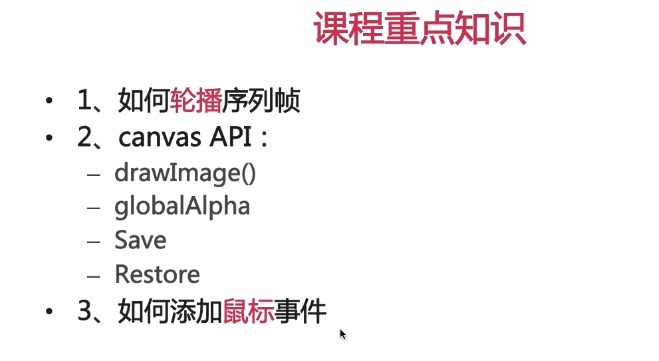 课程重点知识
• 1、如何轮播序列帧
• 2、canvas API：
– drawImage()
– globalAlpha
– Save
– Restore
• 3、如何添加鼠标事件